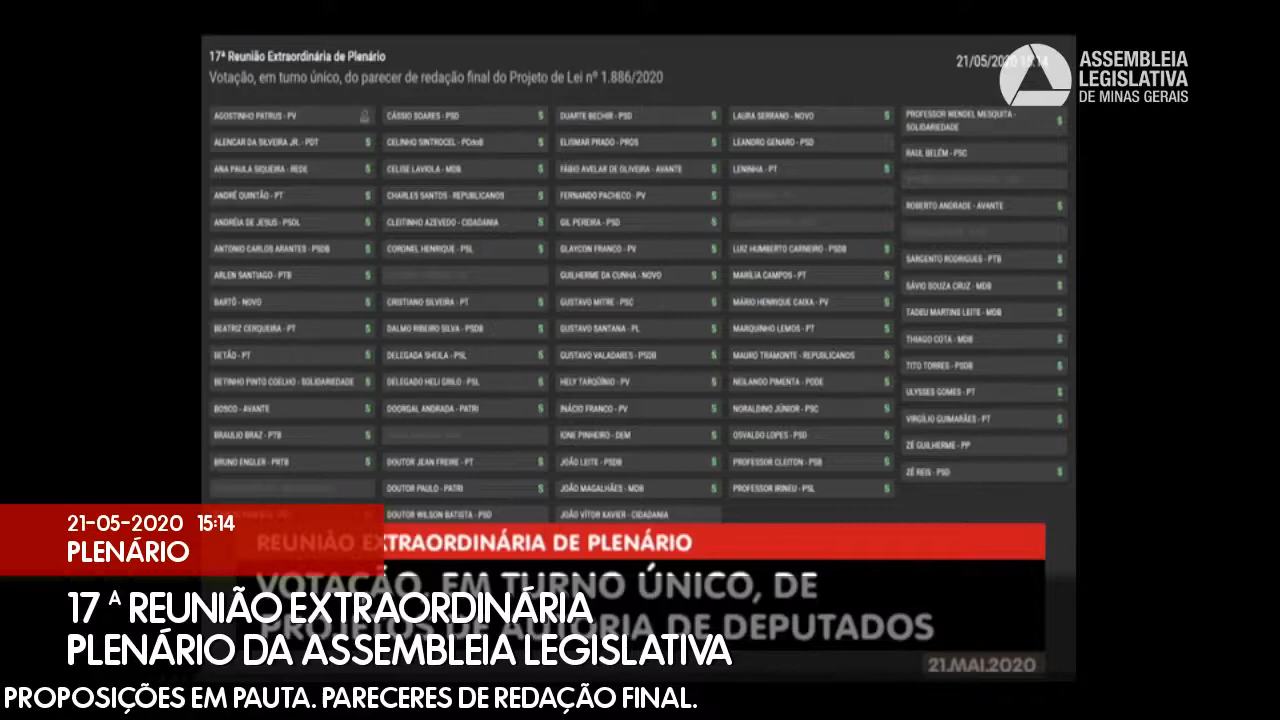 17ª Reunião Extraordinária de Plenário
Votação, em turno único, do parecer de redação final do Projeto de Lei nº 1.886/2020
21/05/2020 15:14
ASSEMBLEIA
LEGISLATIVA
DE MINAS GERAIS
AGOSTINHO PATRUS - PV
ALENCAR DA SILVEIRA JR. - PDT S
ANA PAULA SIQUEIRA - REDE S
ANDRÉ QUINTÃO - PT S
ANDRÉIA DE JESUS - PSOL S
ANTONIO CARLOS ARANTES - PSDB S
ARLEN SANTIAGO - PTB S
BARTÔ - NOVO S
BEATRIZ CERQUEIRA - PT S
BETÃO - PT S
BETINHO PINTO COELHO - SOLIDARIEDADE S
BOSCO - AVANTE S
BRAULIO BRAZ - PTB S
BRUNO ENGLER - PRTB S
CÁSSIO SOARES - PSD S
CELINHO SINTROCEL - PCdoB S
CELISE LAVIOLA - MDB S
CHARLES SANTOS - REPUBLICANOS S
CLEITINHO AZEVEDO - CIDADANIA S
CORONEL HENRIQUE - PSL S
CRISTIANO SILVEIRA - PT S
DALMO RIBEIRO SILVA - PSDB S
DELEGADA SHEILA - PSL S
DELEGADO HELI GRILO - PSL S
DOORGAL ANDRADA - PATRI S
DOUTOR JEAN FREIRE - PT S
DOUTOR PAULO - PATRI S
DOUTOR WILSON BATISTA - PSD
DUARTE BECHIR - PSD S
ELISMAR PRADO - PROS S
FÁBIO AVELAR DE OLIVEIRA - AVANTE S
FERNANDO PACHECO - PV S
GIL PEREIRA - PSD S
GLAYCON FRANCO - PV S
GUILHERME DA CUNHA - NOVO S
GUSTAVO MITRE - PSC S
GUSTAVO SANTANA - PL S
GUSTAVO VALADARES - PSDB S
HELY TARQÜÍNIO - PV S
INÁCIO FRANCO - PV S
IONE PINHEIRO - DEM S
JOÃO LEITE - PSDB S
JOÃO MAGALHÃES - MDB S
JOÃO VÍTOR XAVIER - CIDADANIA
LAURA SERRANO - NOVO S
LEANDRO GENARO - PSD
LENINHA - PT S
LUIZ HUMBERTO CARNEIRO - PSDB S
MARÍLIA CAMPOS - PT S
MÁRIO HENRIQUE CAIXA - PV S
MARQUINHO LEMOS - PT S
MAURO TRAMONTE - REPUBLICANOS S
NEILANDO PIMENTA - PODE S
NORALDINO JÚNIOR - PSC S
OSVALDO LOPES - PSD S
PROFESSOR CLEITON - PSB S
PROFESSOR IRINEU - PSL S
PROFESSOR WENDEL MESQUITA -
SOLIDARIEDADE S
RAUL BELÉM - PSC
ROBERTO ANDRADE - AVANTE S
SARGENTO RODRIGUES - PTB S
SÁVIO SOUZA CRUZ - MDB S
TADEU MARTINS LEITE - MDB S
THIAGO COTA - MDB S
TITO TORRES - PSDB S
ULYSSES GOMES - PT S
VIRGÍLIO GUIMARÃES - PT S
ZÉ GUILHERME - PP
ZÉ REIS - PSD S
REUNIÃO EXTRAORDINÁRIA DE PLENÁRIO
VOTAÇÃO, EM TURNO ÚNICO, DE
PROJETOS DE AUTORIA DE DEPUTADOS
21.MAI.2020
21-05-2020 15:14
PLENÁRIO
17 ª REUNIÃO EXTRAORDINÁRIA
PLENÁRIO DA ASSEMBLEIA LEGISLATIVA
PROPOSIÇÕES EM PAUTA. PARECERES DE REDAÇÃO FINAL.